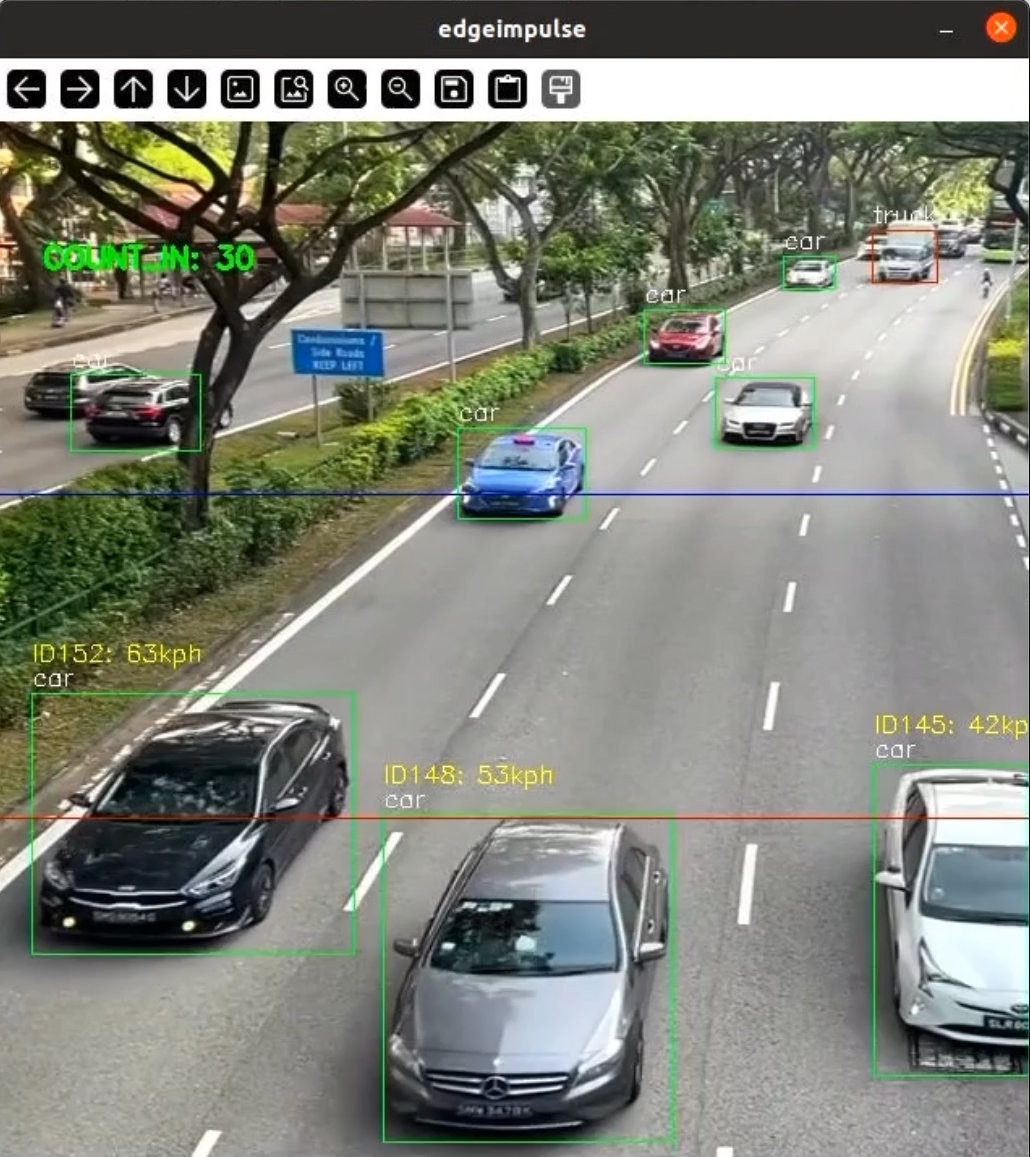 edgeimpulse
truck
car
COUNT_IN: 30
car
Condominiums /
Side Roads
KEEP LEFT
car
car
car
ID152: 63kph
car
ID145: 42kp
car
ID148: 53kph
car